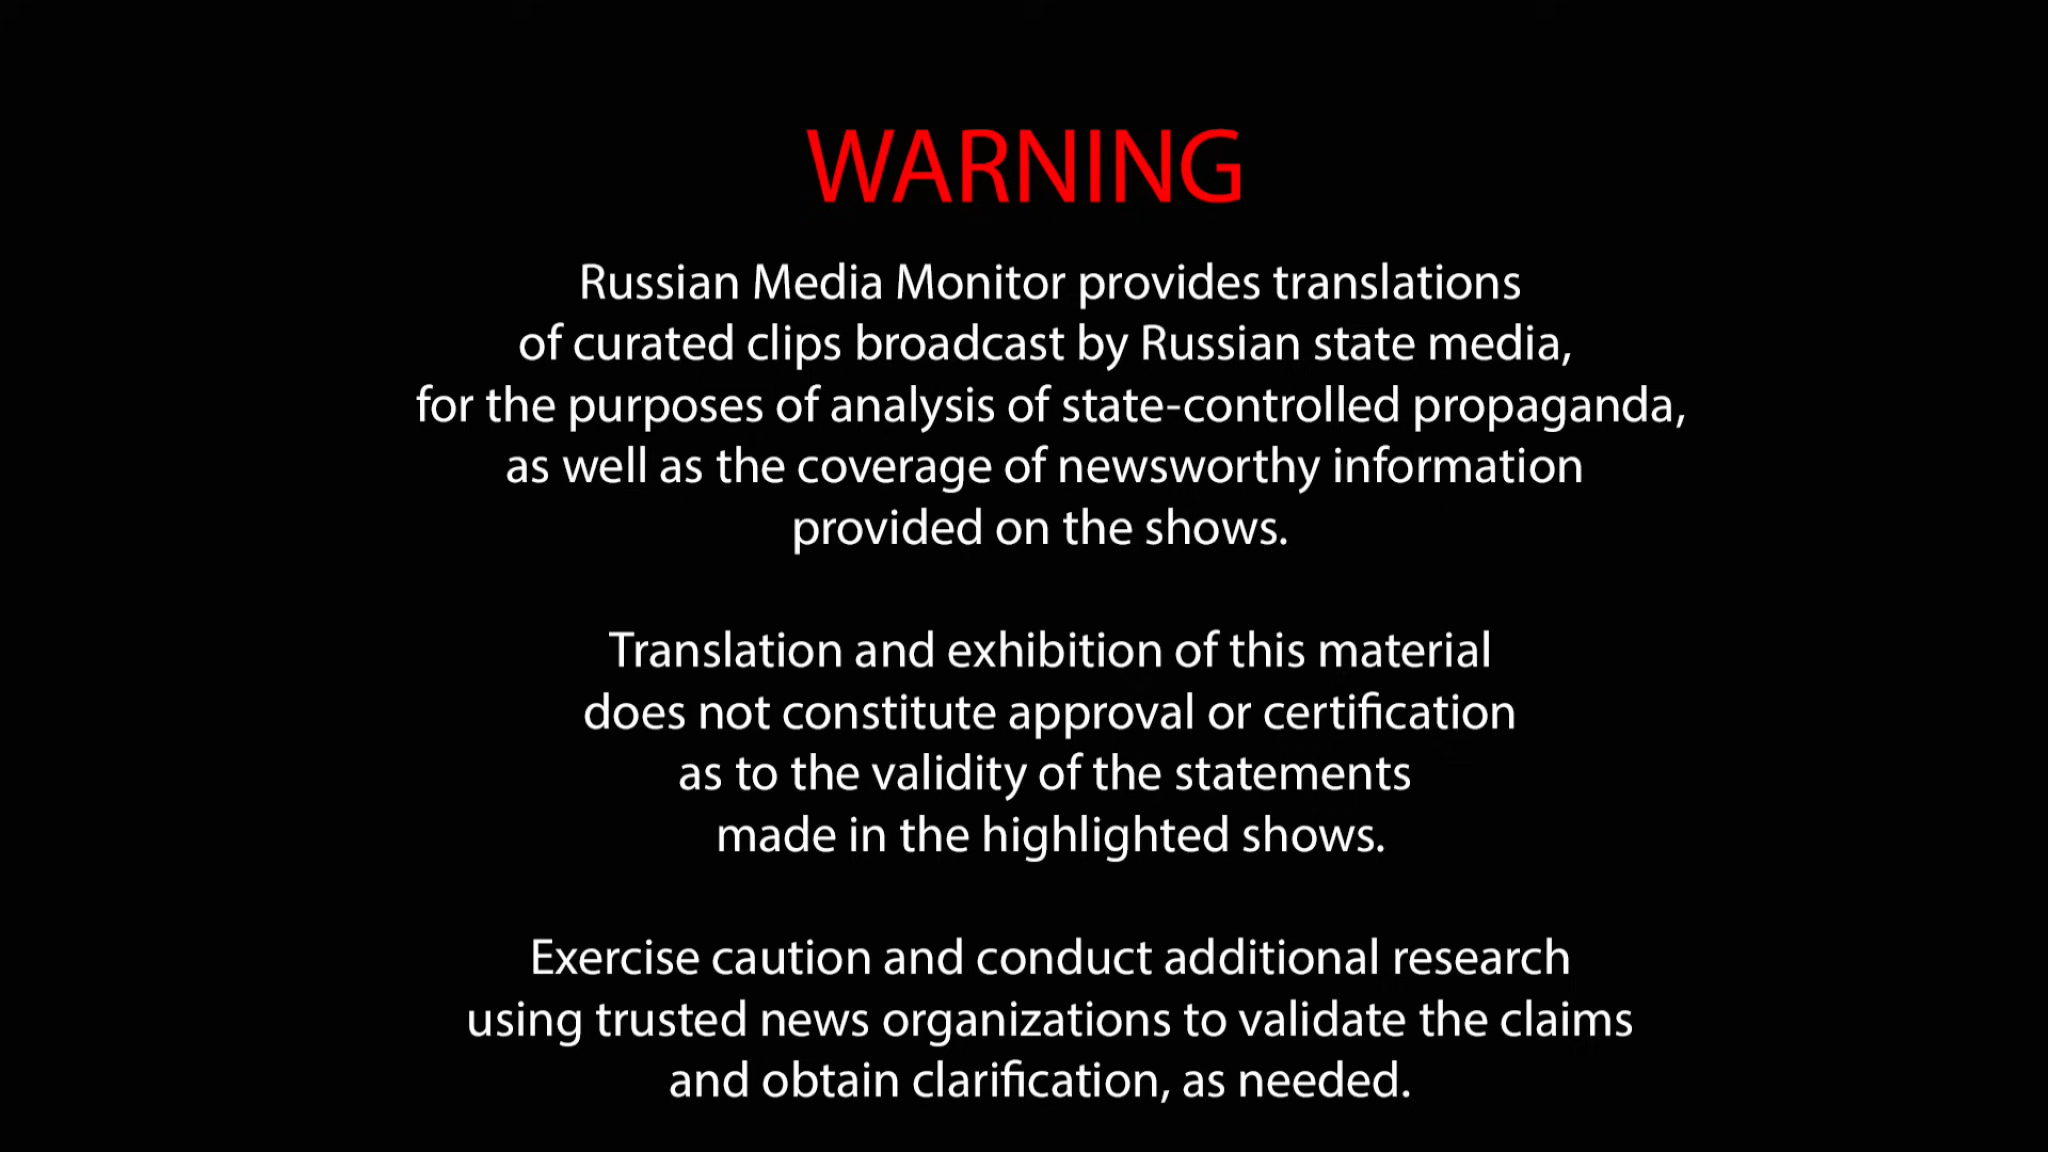 WARNING
Russian Media Monitor provides translations
of curated clips broadcast by Russian state media,
for the purposes of analysis of state-controlled propaganda,
as well as the coverage of newsworthy information
provided on the shows.
Translation and exhibition of this material
does not constitute approval or certification
as to the validity of the statements
made in the highlighted shows.
Exercise caution and conduct additional research
using trusted news organizations to validate the claims
and obtain clarification, as needed.